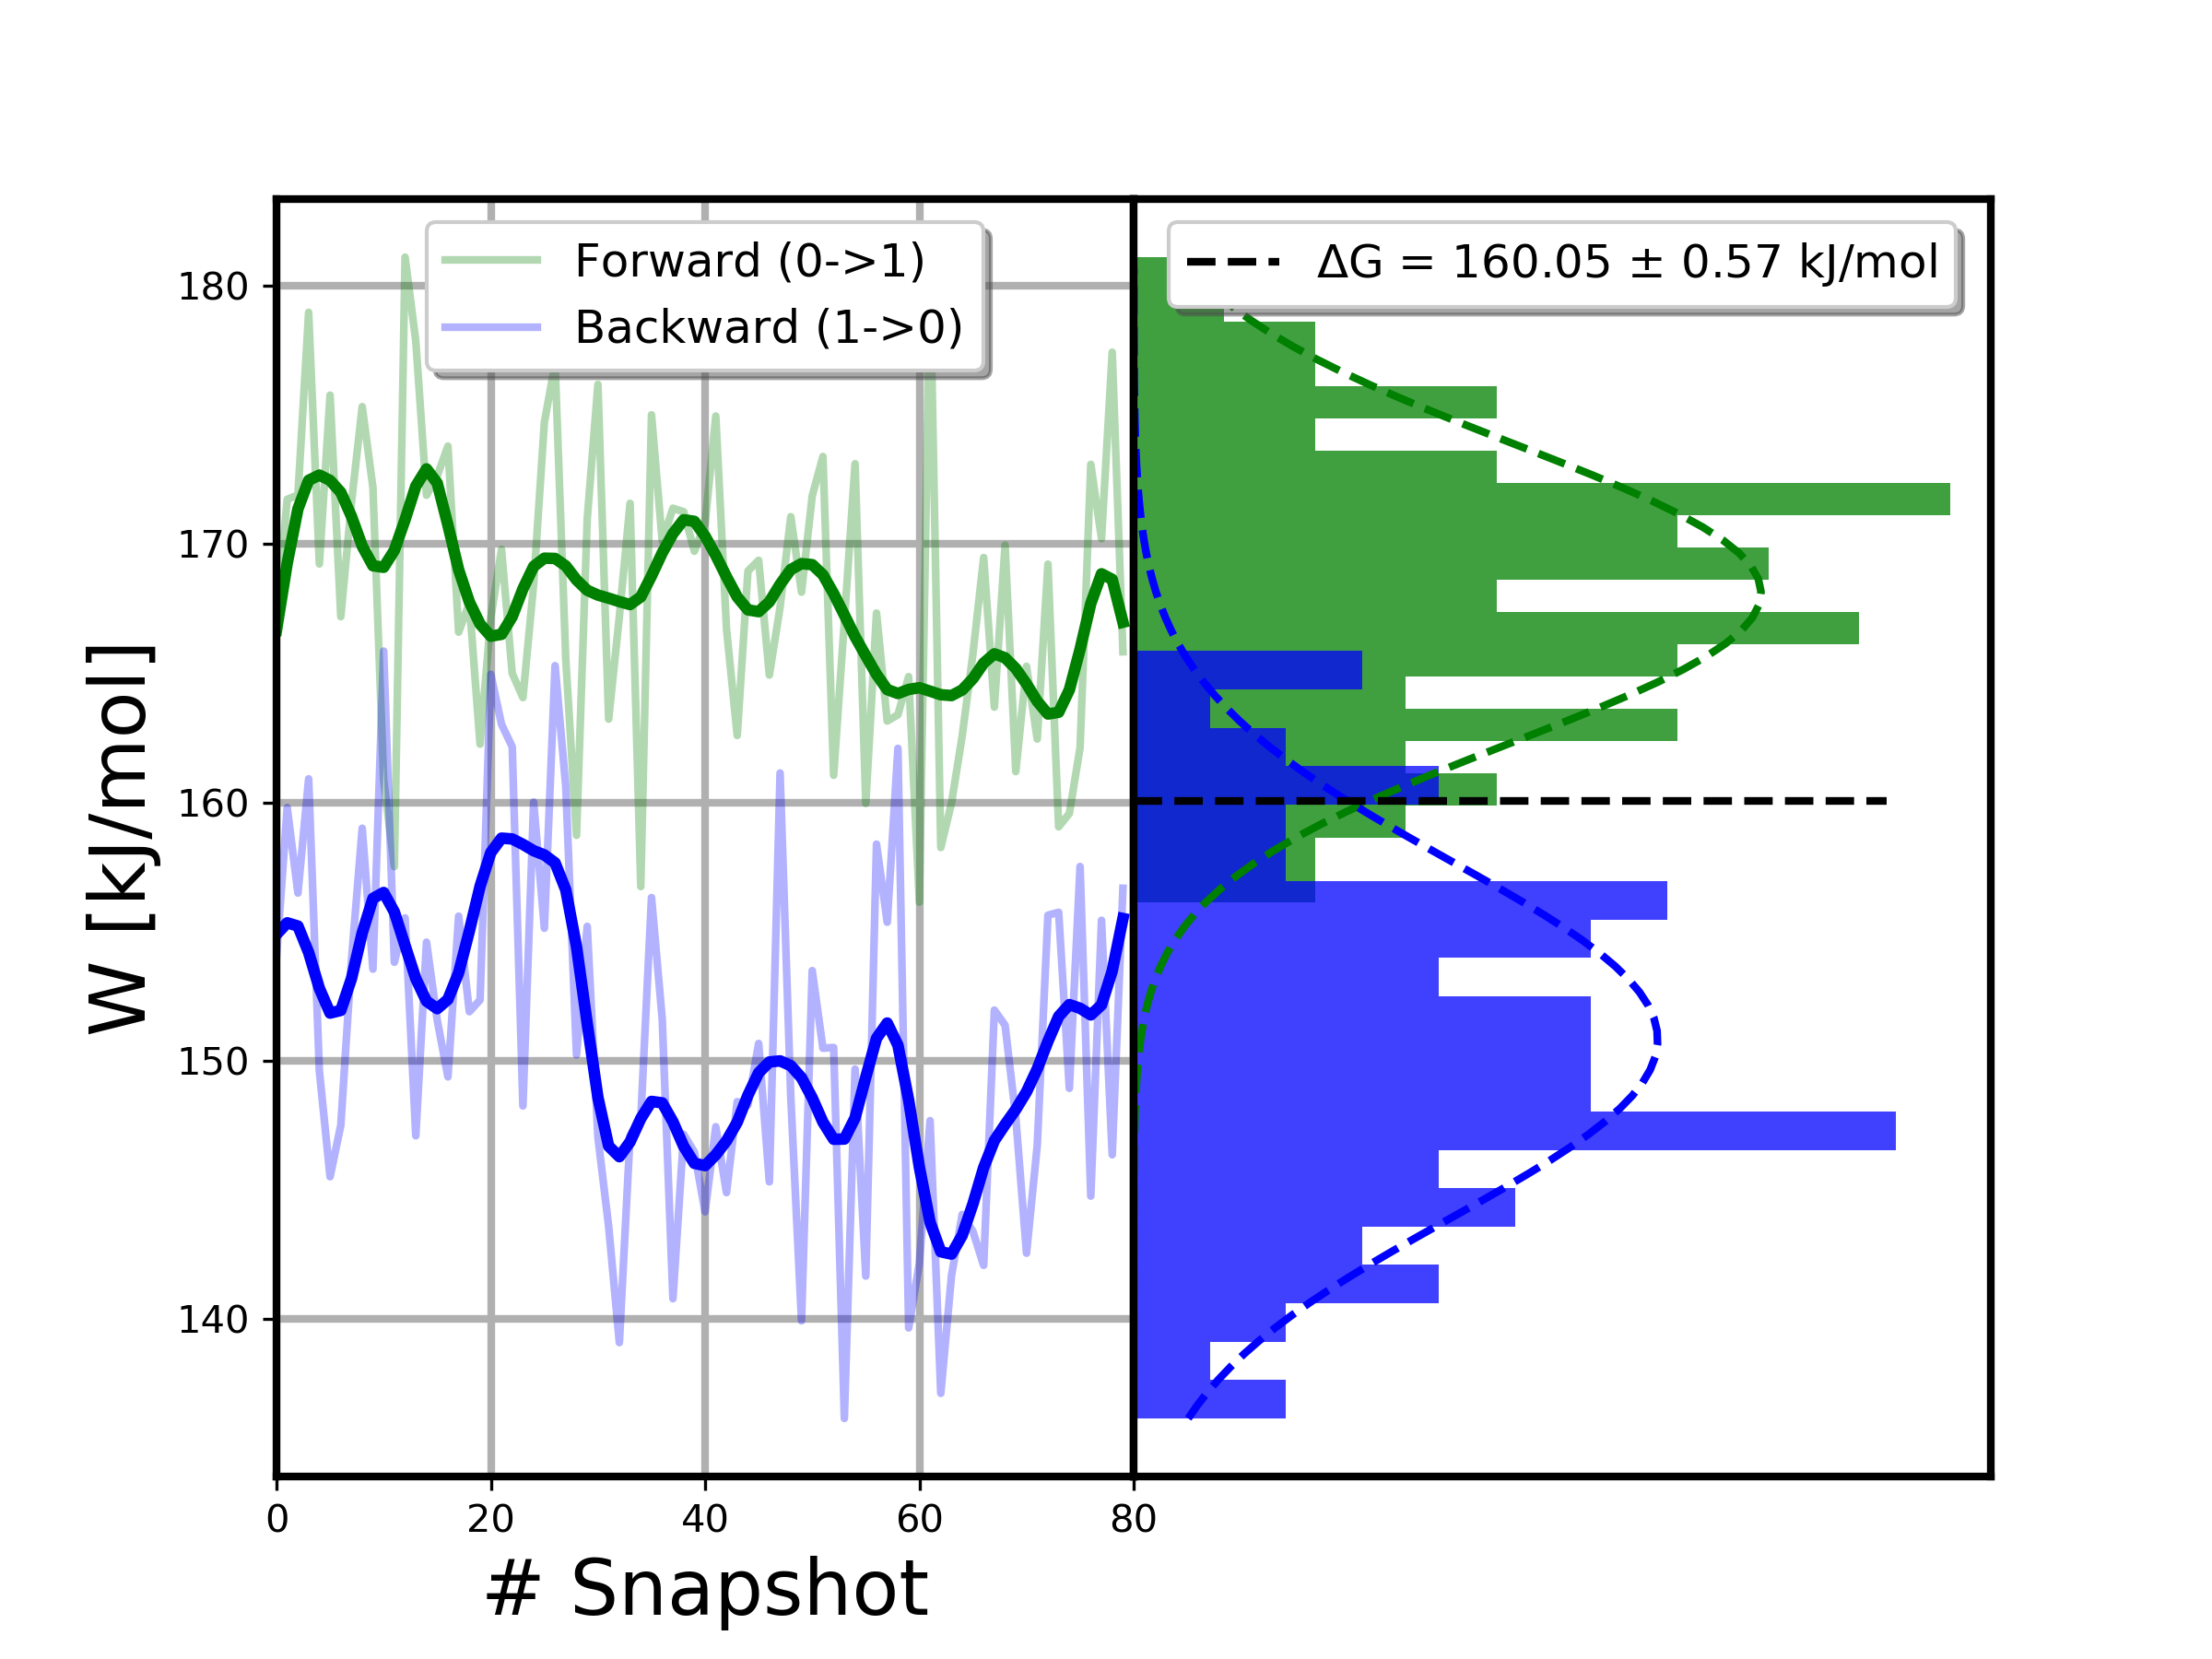 Forward (0->1)
Backward (1->0)
ΔG = 160.05 ± 0.57 kJ/mol
180
170
160
150
140
W [kJ/mol]
0 20 40 60 80
# Snapshot